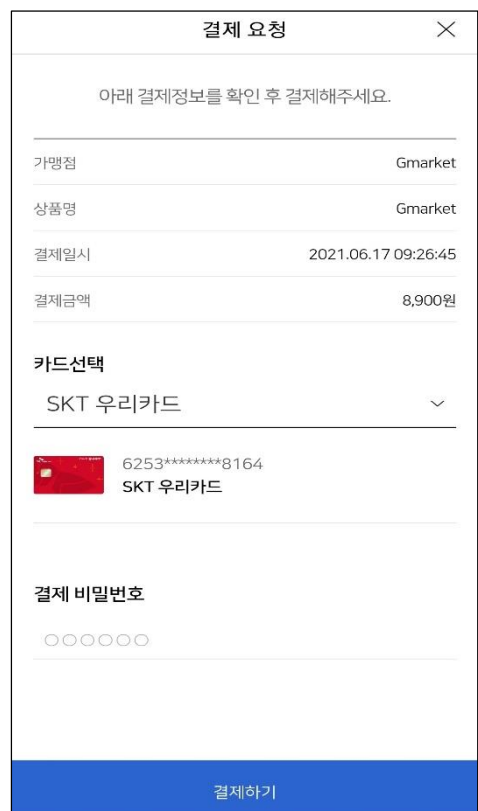 결제 요청
아래 결제정보를 확인 후 결제해주세요.
가맹점 Gmarket
상품명 Gmarket
결제일시 2021.06.17 09:26:45
결제금액 8,900원
카드선택
SKT 우리카드
6253********8164
SKT 우리카드
결제 비밀번호
결제하기